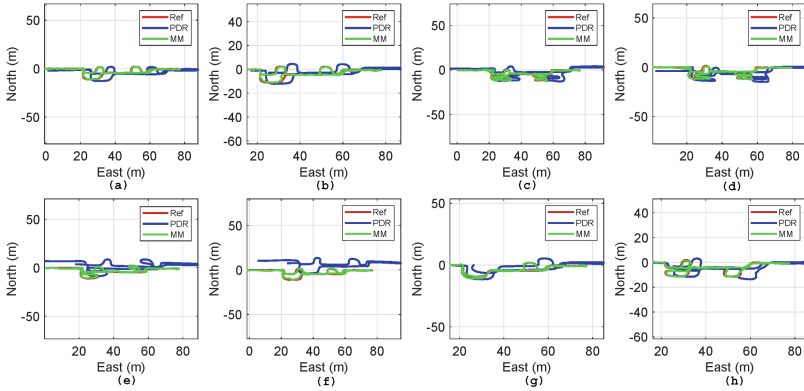 Ref
PDR
MM
50
0
-50
North (m)
0 20 40 60 80
East (m)
(a)
Ref
PDR
MM
40
20
0
-20
-40
-60
North (m)
20 40 60 80
East (m)
(b)
Ref
PDR
MM
50
0
-50
North (m)
0 20 40 60 80
East (m)
(c)
Ref
PDR
MM
50
0
-50
North (m)
0 20 40 60 80
East (m)
(d)
Ref
PDR
MM
50
0
-50
North (m)
0 20 40 60 80
East (m)
(e)
Ref
PDR
MM
50
0
-50
North (m)
0 20 40 60 80
East (m)
(f)
Ref
PDR
MM
50
0
-50
North (m)
20 40 60 80
East (m)
(g)
Ref
PDR
MM
40
20
0
-20
-40
-60
North (m)
20 40 60 80
East (m)
(h)